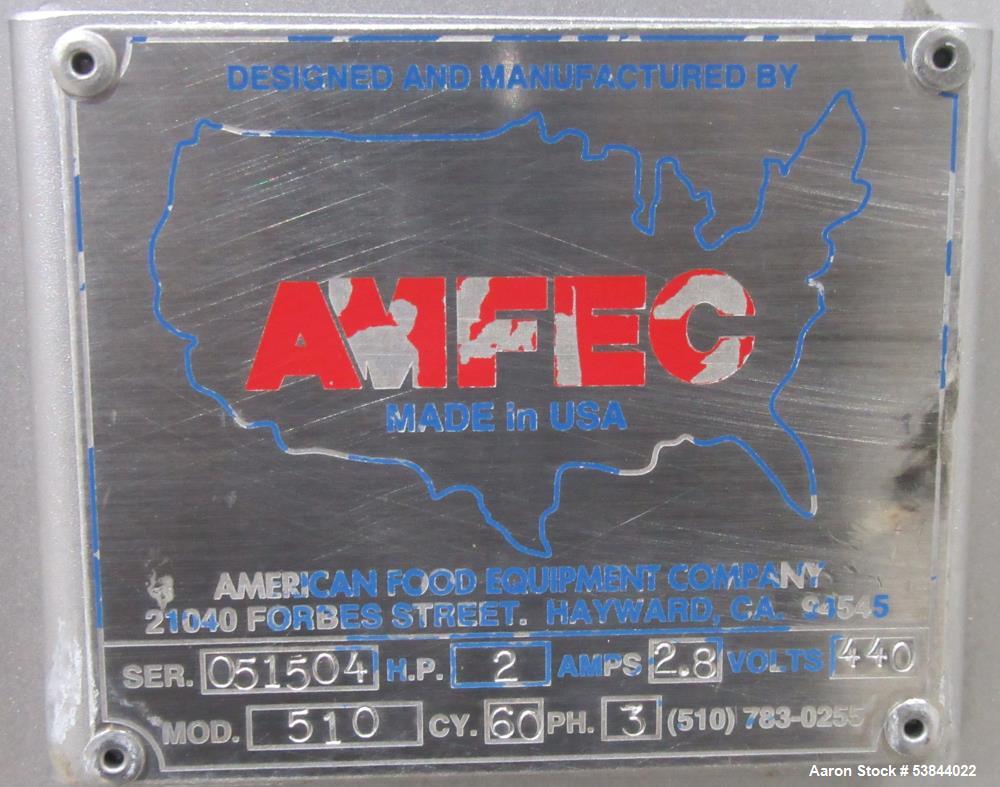 DESIGNED AND MANUFACTURED BY
AMFEC
MADE in USA
AMERICAN FOOD EQUIPMENT COMPANY
21040 FORBES STREET. HAYWARD, CA. 94545
SER. 051504 H.P. 2 AMPS 2.8 VOLTS 440
MOD. 510 CY. 60 PH. 3 (510) 783-0255
Aaron Stock # 53844022